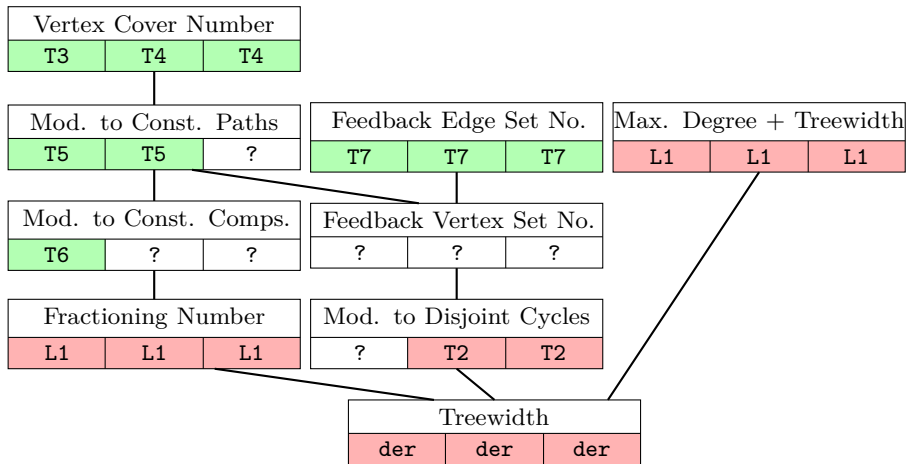 Vertex Cover Number
T3 T4 T4
Mod. to Const. Paths
T5 T5 ?
Feedback Edge Set No.
T7 T7 T7
Max. Degree + Treewidth
L1 L1 L1
Mod. to Const. Comps.
T6 ? ?
Feedback Vertex Set No.
? ? ?
Fractioning Number
L1 L1 L1
Mod. to Disjoint Cycles
? T2 T2
Treewidth
der der der